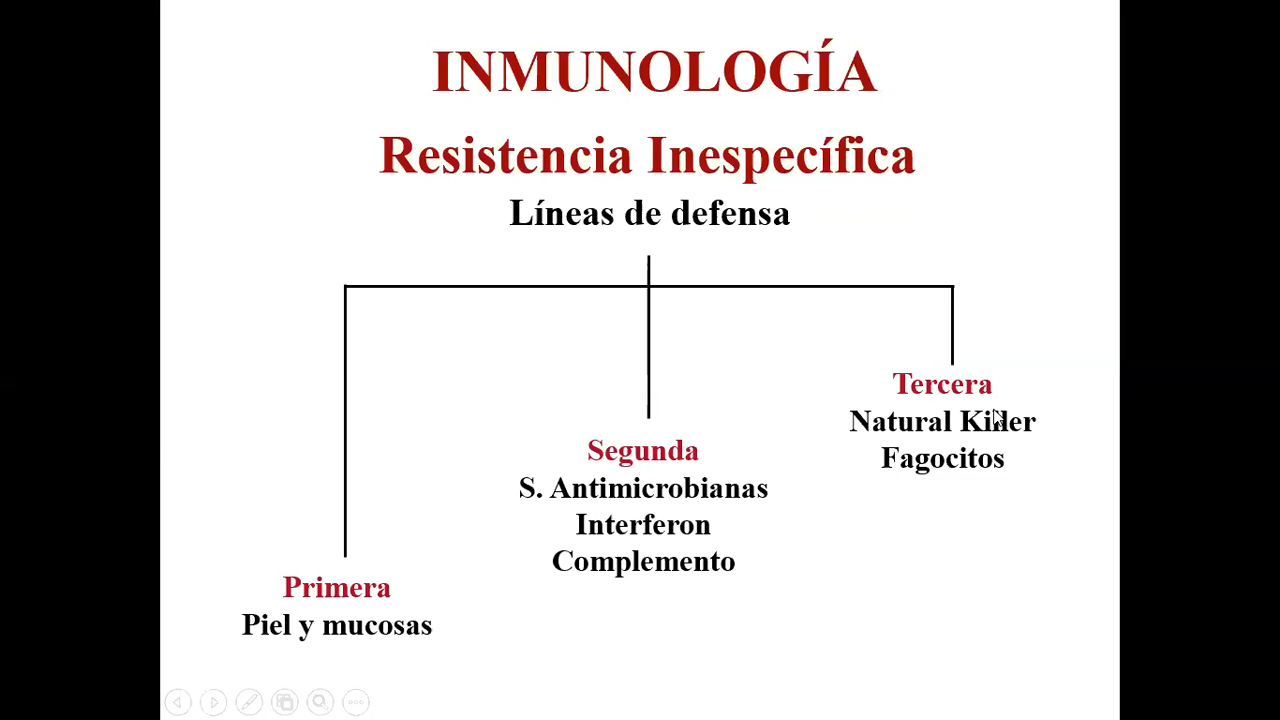 INMUNOLOGÍA
Resistencia Inespecífica
Líneas de defensa
Primera
Piel y mucosas
Segunda
S. Antimicrobianas
Interferon
Complemento
Tercera
Natural Killer
Fagocitos